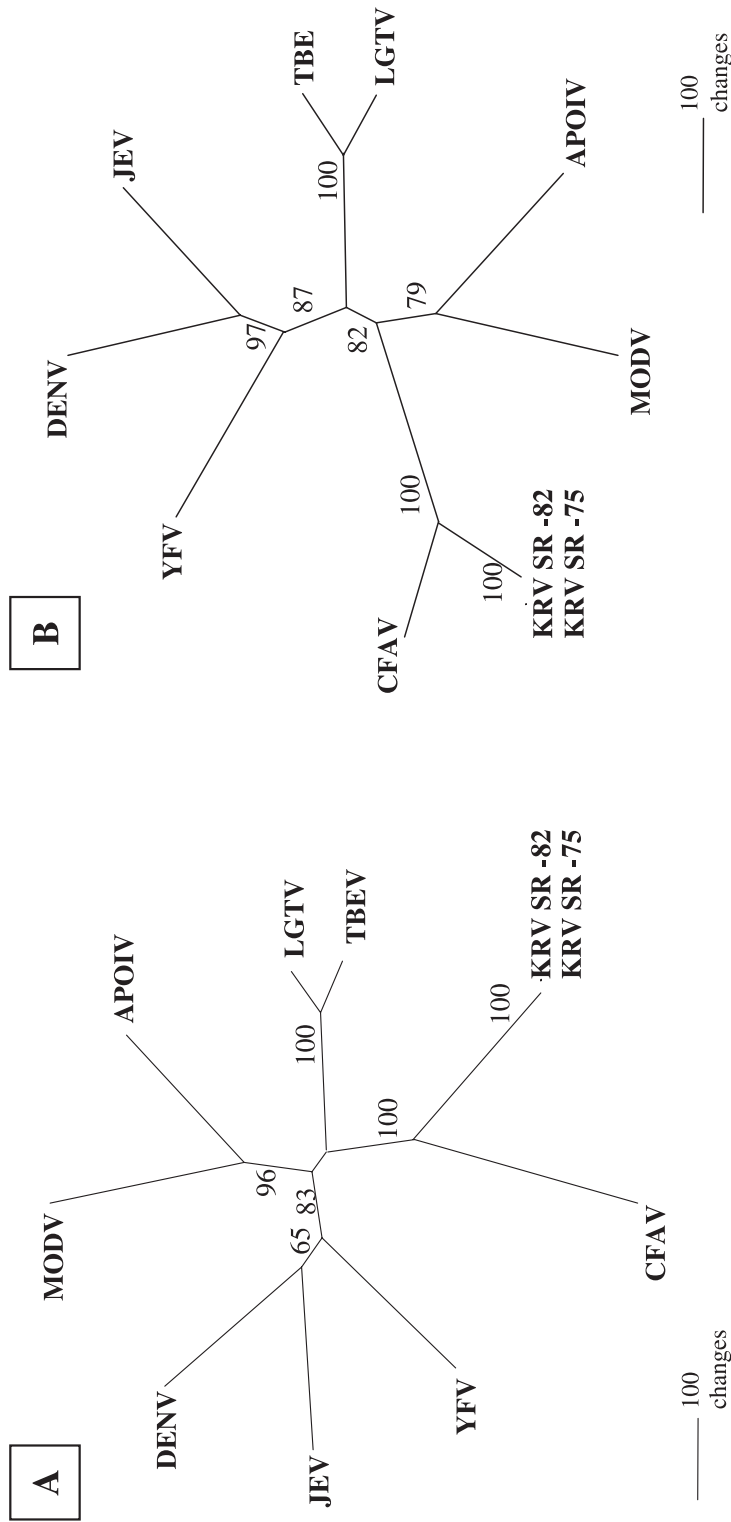 A
MODV
APOIV
96
DENV
65
83
100
LGTV
TBEV
JEV
100
100
KRV SR -82
KRV SR -75
YFV
CFAV
100
changes
B
DENV
JEV
97
87
YFV
100
TBE
LGTV
82
79
100
CFAV
100
KRV SR -82
KRV SR -75
APOIV
MODV
100
changes